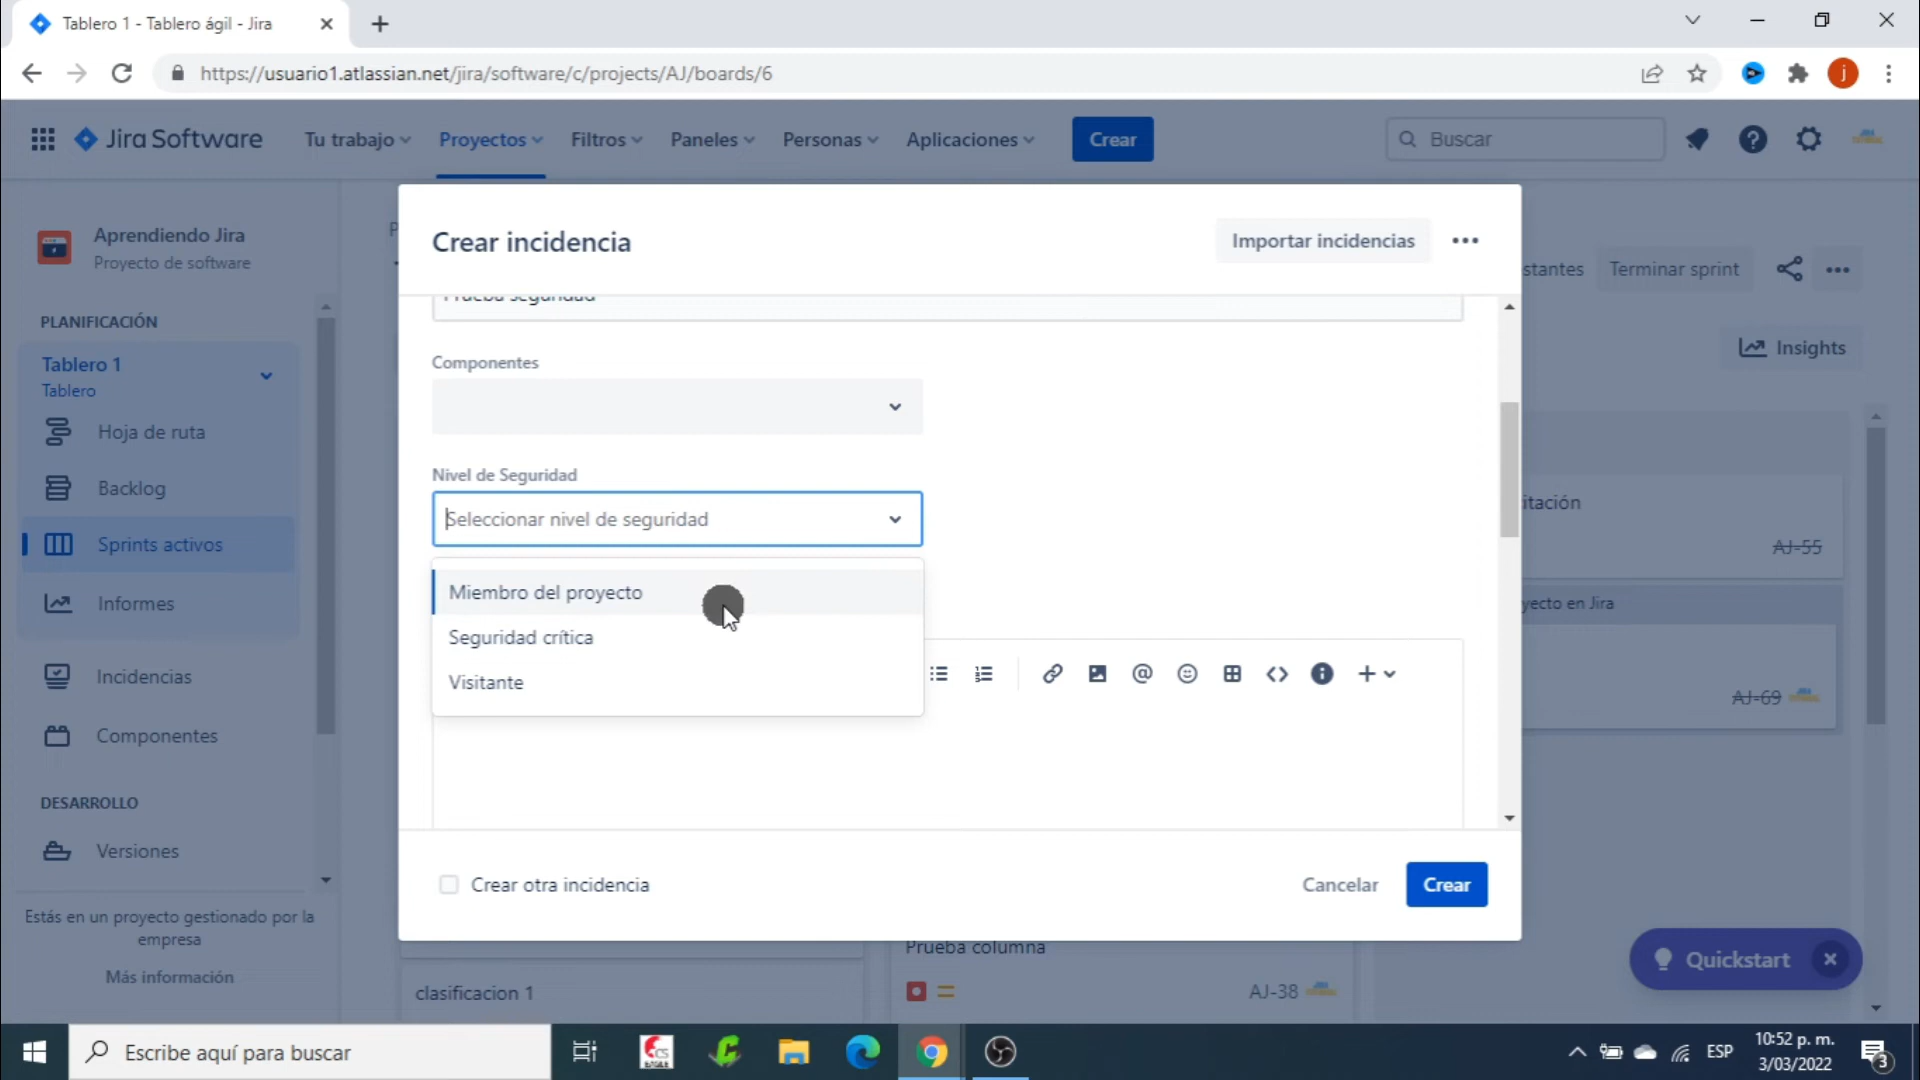 Tablero 1 - Tablero ágil - Jira
https://usuario1.atlassian.net/jira/software/c/projects/AJ/boards/6
j
Jira Software
Tu trabajo
Proyectos
Filtros
Paneles
Personas
Aplicaciones
Crear
Buscar
Aprendiendo Jira
Proyecto de software
PLANIFICACIÓN
Tablero 1
Tablero
Hoja de ruta
Backlog
Sprints activos
Informes
Incidencias
Componentes
DESARROLLO
Versiones
Estás en un proyecto gestionado por la
empresa
Más información
P
stantes
Terminar sprint
Insights
Crear incidencia
Importar incidencias
Prueba seguridad
Componentes
Nivel de Seguridad
Seleccionar nivel de seguridad
Miembro del proyecto
Seguridad crítica
Visitante
Crear otra incidencia
Cancelar
Crear
itación
AJ-55
yecto en Jira
AJ-69
Prueba columna
clasificacion 1
AJ-38
Quickstart
Escribe aquí para buscar
CS
EAGLE
ESP
10:52 p. m.
3/03/2022
3